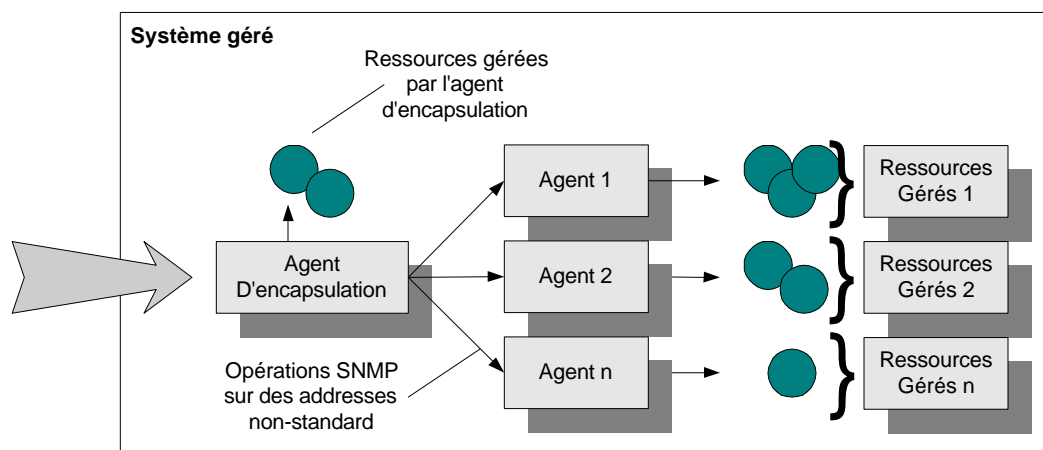 Système géré
Ressources gérées
par l'agent
d'encapsulation
Agent 1
Ressources
Gérés 1
Agent
D'encapsulation
Agent 2
Ressources
Gérés 2
Opérations SNMP
sur des addresses
non-standard
Agent n
Ressources
Gérés n